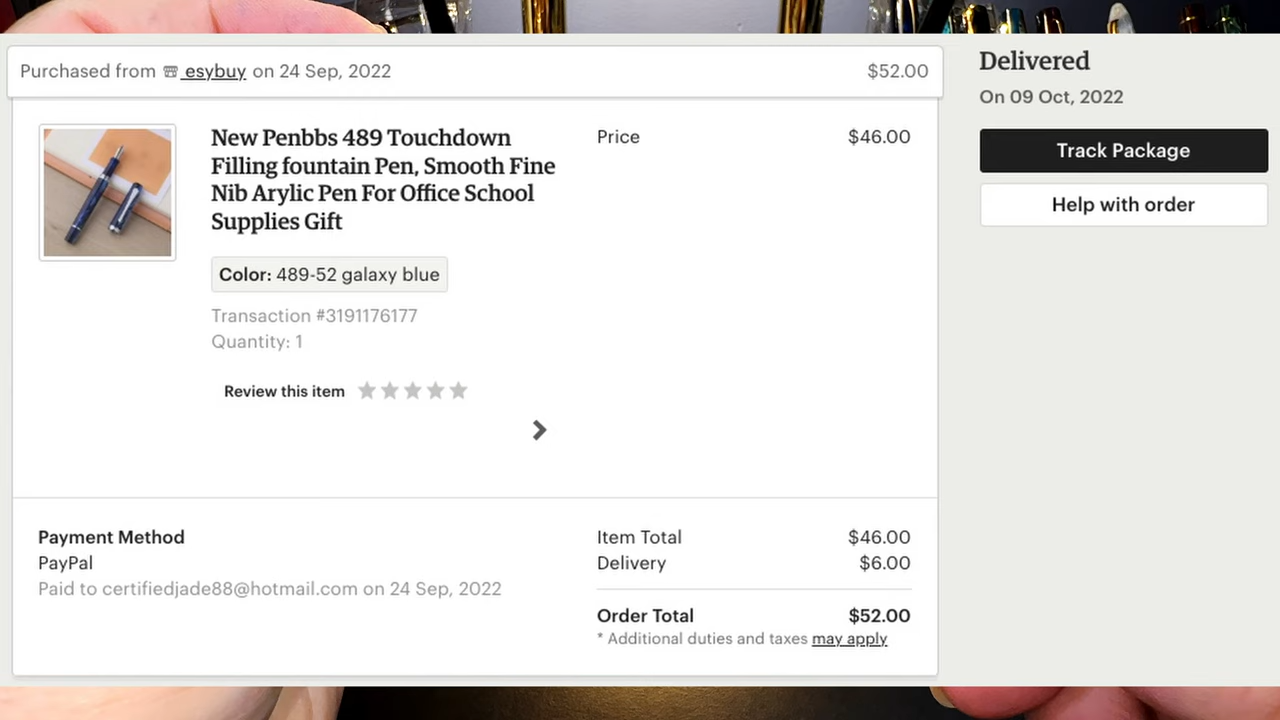 Purchased from esybuy on 24 Sep, 2022
$52.00
Delivered
On 09 Oct, 2022
Track Package
Help with order
New Penbbs 489 Touchdown
Filling fountain Pen, Smooth Fine
Nib Arylic Pen For Office School
Supplies Gift
Price $46.00
Color: 489-52 galaxy blue
Transaction #3191176177
Quantity: 1
Review this item
Payment Method
PayPal
Paid to certifiedjade88@hotmail.com on 24 Sep, 2022
Item Total $46.00
Delivery $6.00
Order Total $52.00
* Additional duties and taxes may apply